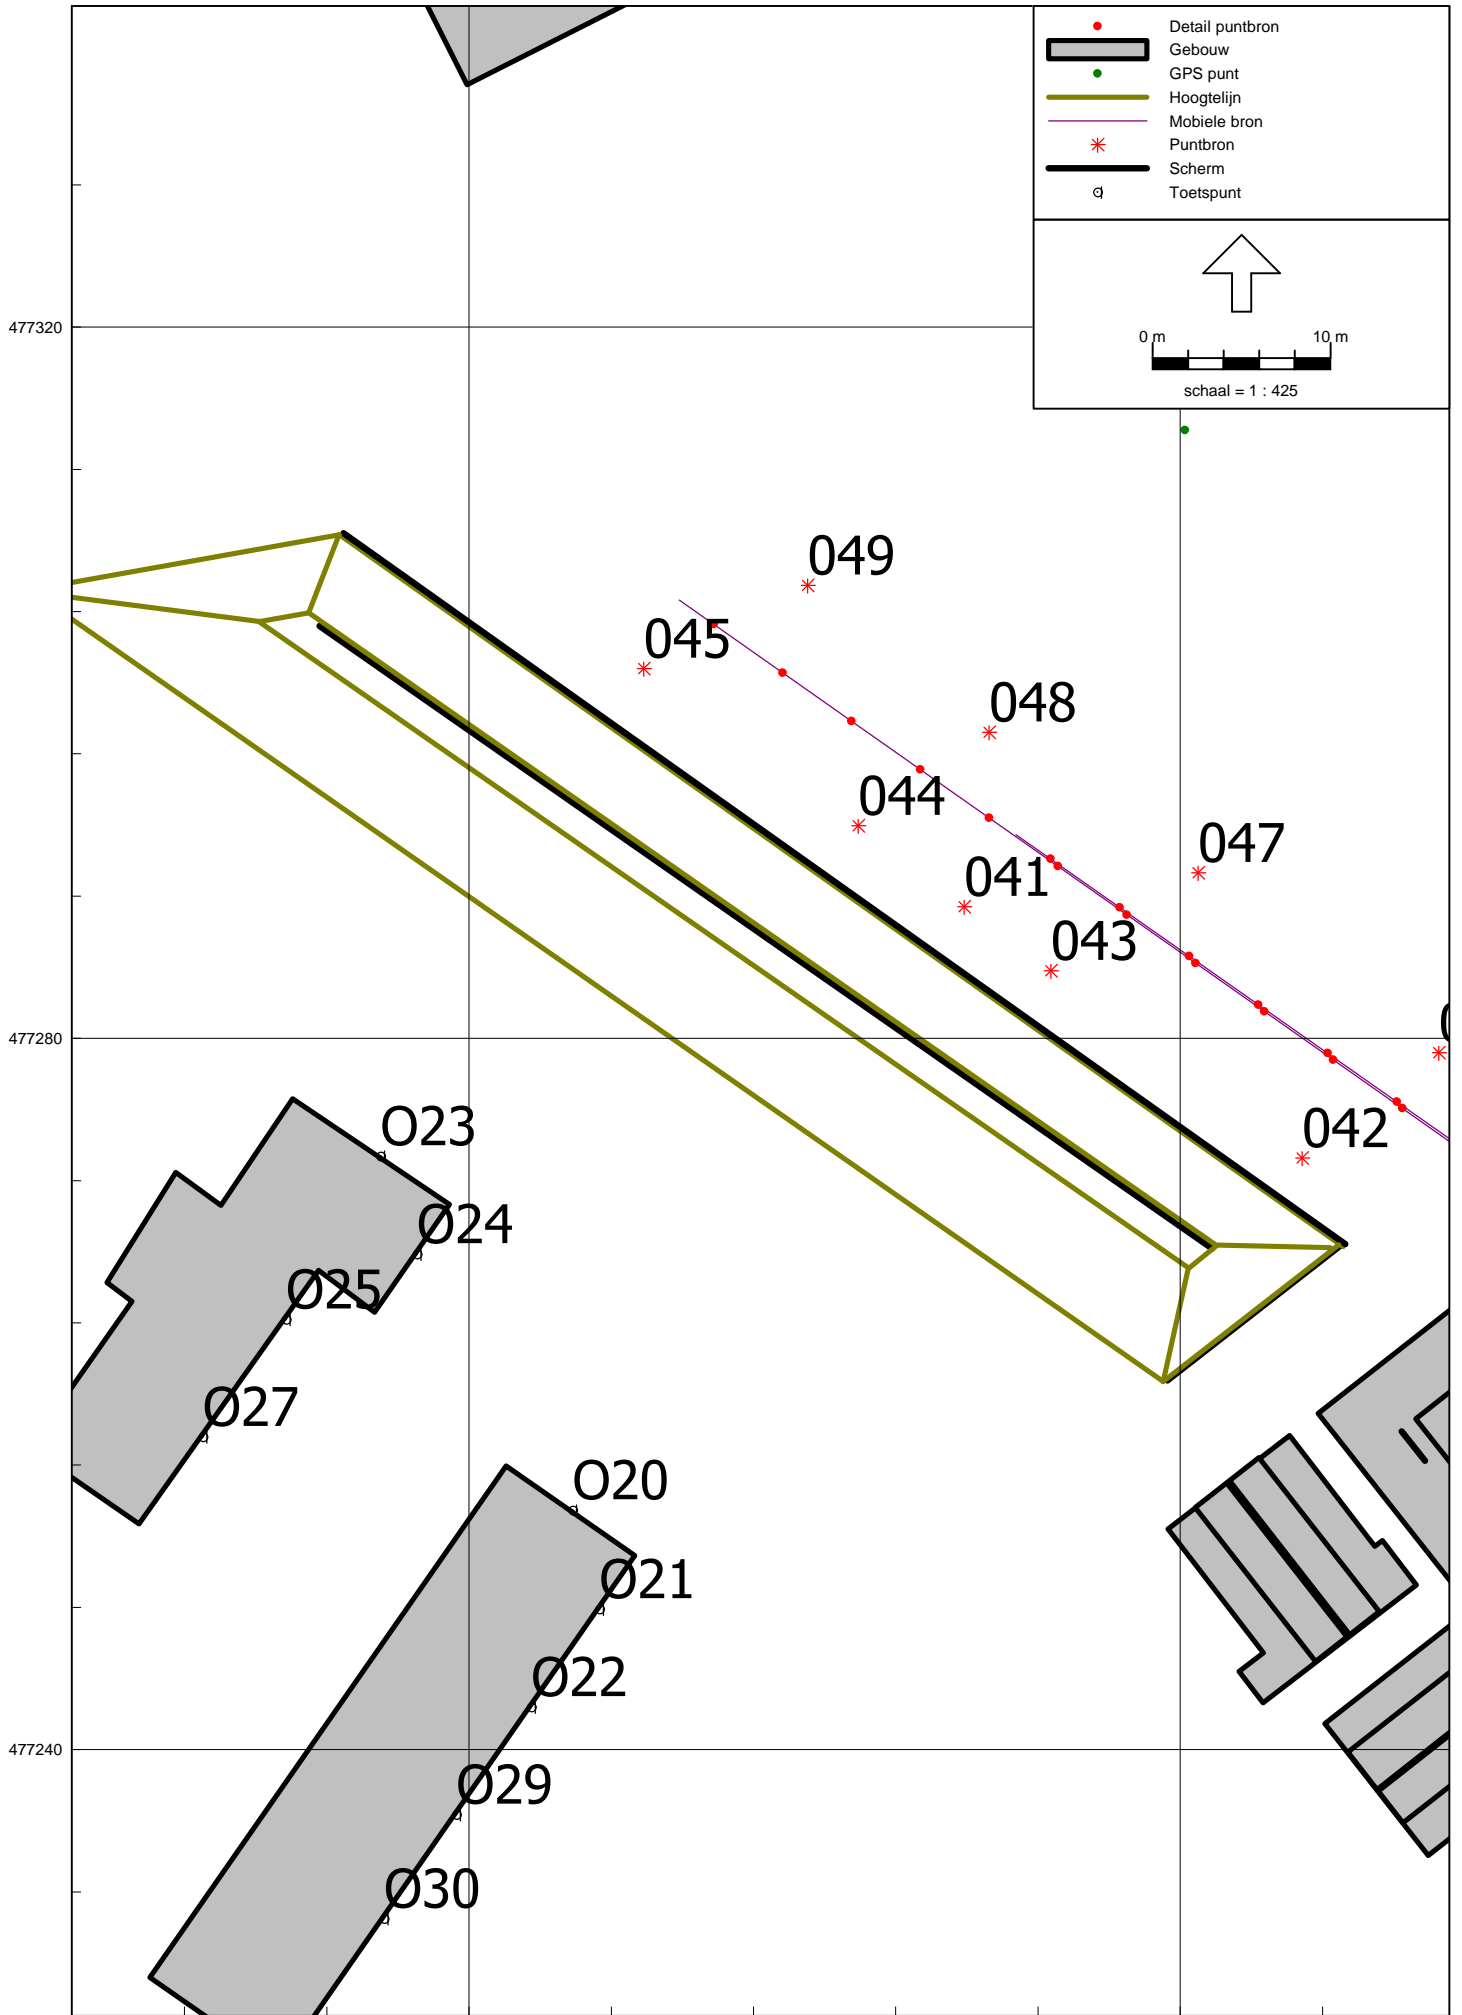 Detail puntbron
Gebouw
GPS punt
Hoogtelijn
Mobiele bron
Puntbron
Scherm
Toetspunt
0 m 10 m
schaal = 1 : 425
477320
049
045
048
044
047
041
043
477280
042
O23
O24
O25
O27
O20
O21
O22
477240
O29
O30